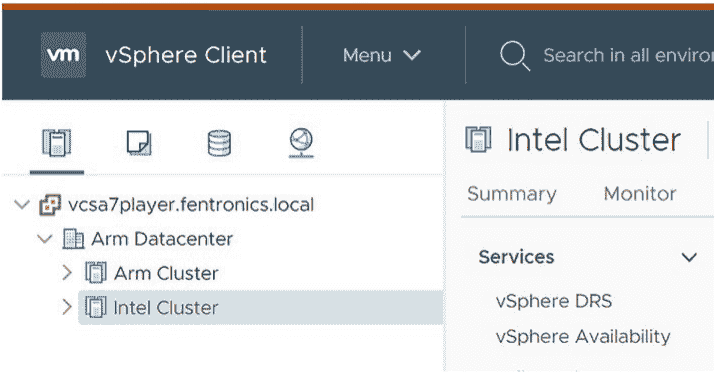 vm vSphere Client Menu Search in all enviro
Intel Cluster
Summary Monitor
vcsa7player.fentronics.local
Arm Datacenter
Services
Arm Cluster
vSphere DRS
Intel Cluster
vSphere Availability